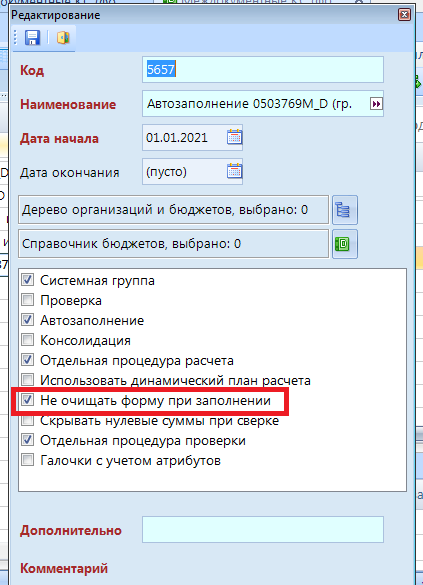 Редактирование
Код
5657
Наименование
Автозаполнение 0503769M_D (гр.
Дата начала
01.01.2021
Дата окончания
(пусто)
Дерево организаций и бюджетов, выбрано: 0
Справочник бюджетов, выбрано: 0
Системная группа
Проверка
Автозаполнение
Консолидация
Отдельная процедура расчета
Использовать динамический план расчета
Не очищать форму при заполнении
Скрывать нулевые суммы при сверке
Отдельная процедура проверки
Галочки с учетом атрибутов
Дополнительно
Комментарий